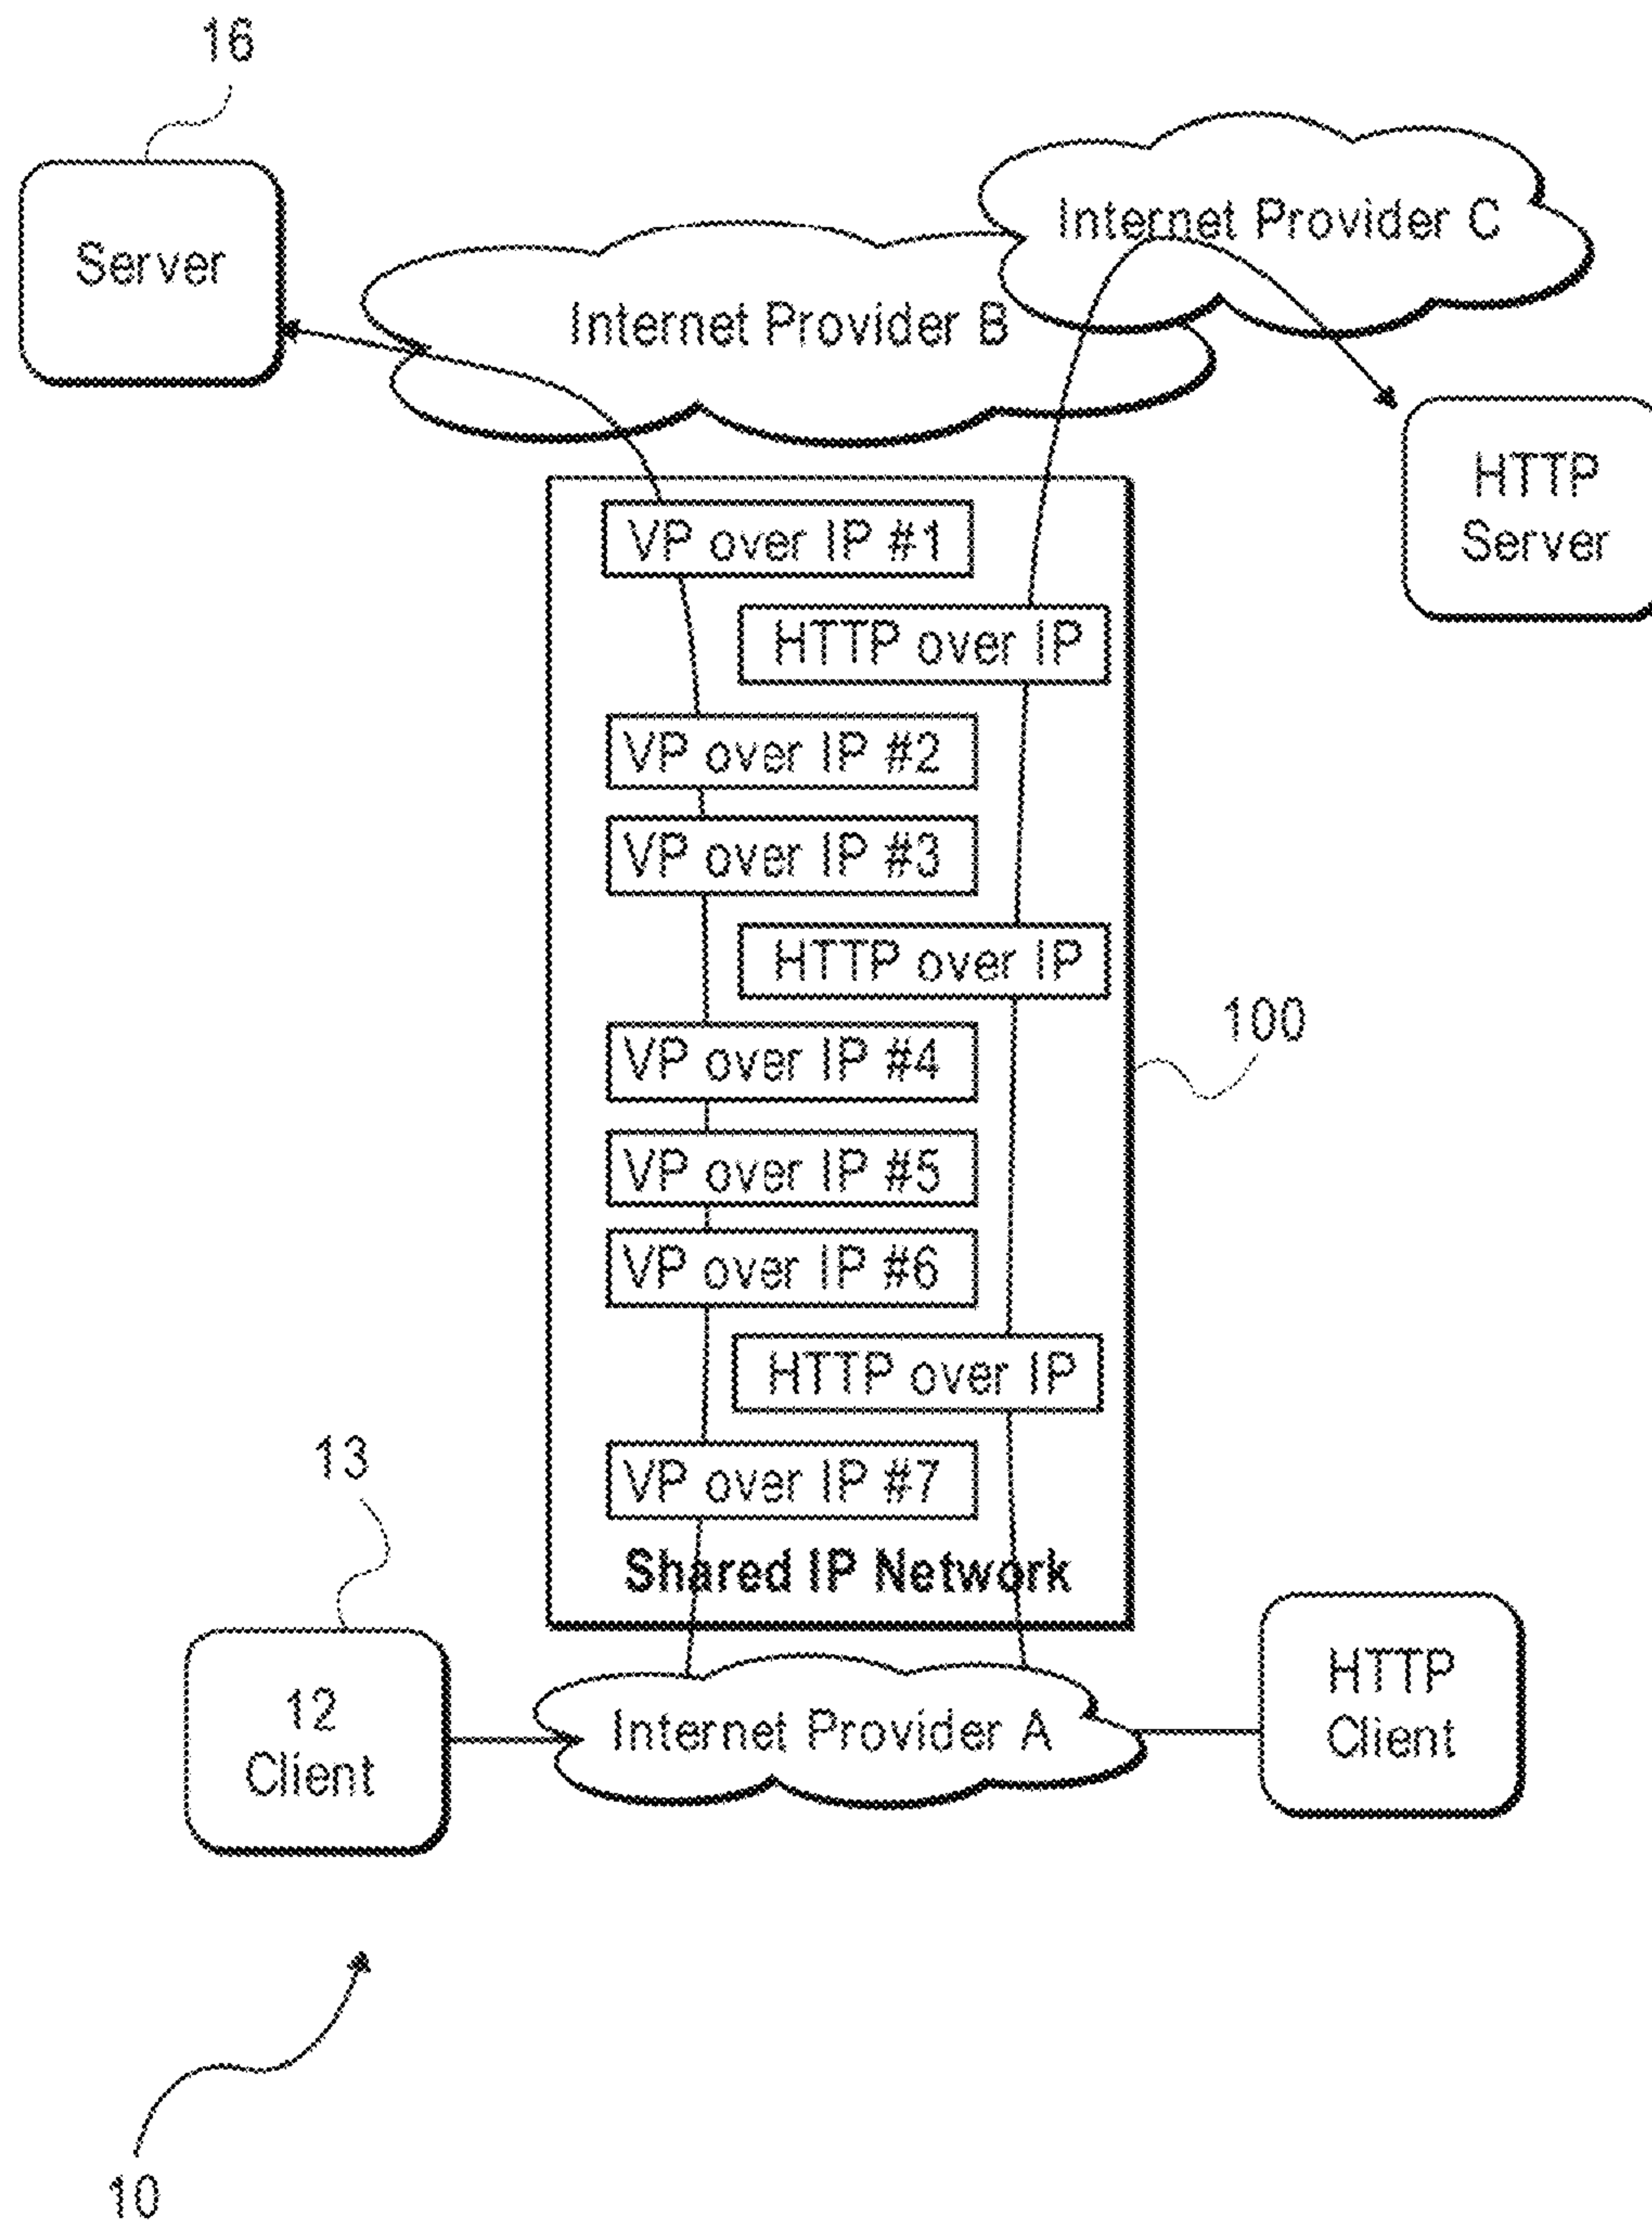 16
Server
Internet Provider C
Internet Provider B
HTTP
Server
VP over IP #1
HTTP over IP
VP over IP #2
VP over IP #3
HTTP over IP
100
VP over IP #4
VP over IP #5
VP over IP #6
HTTP over IP
13
VP over IP #7
Shared IP Network
12
Client
Internet Provider A
HTTP
Client
10